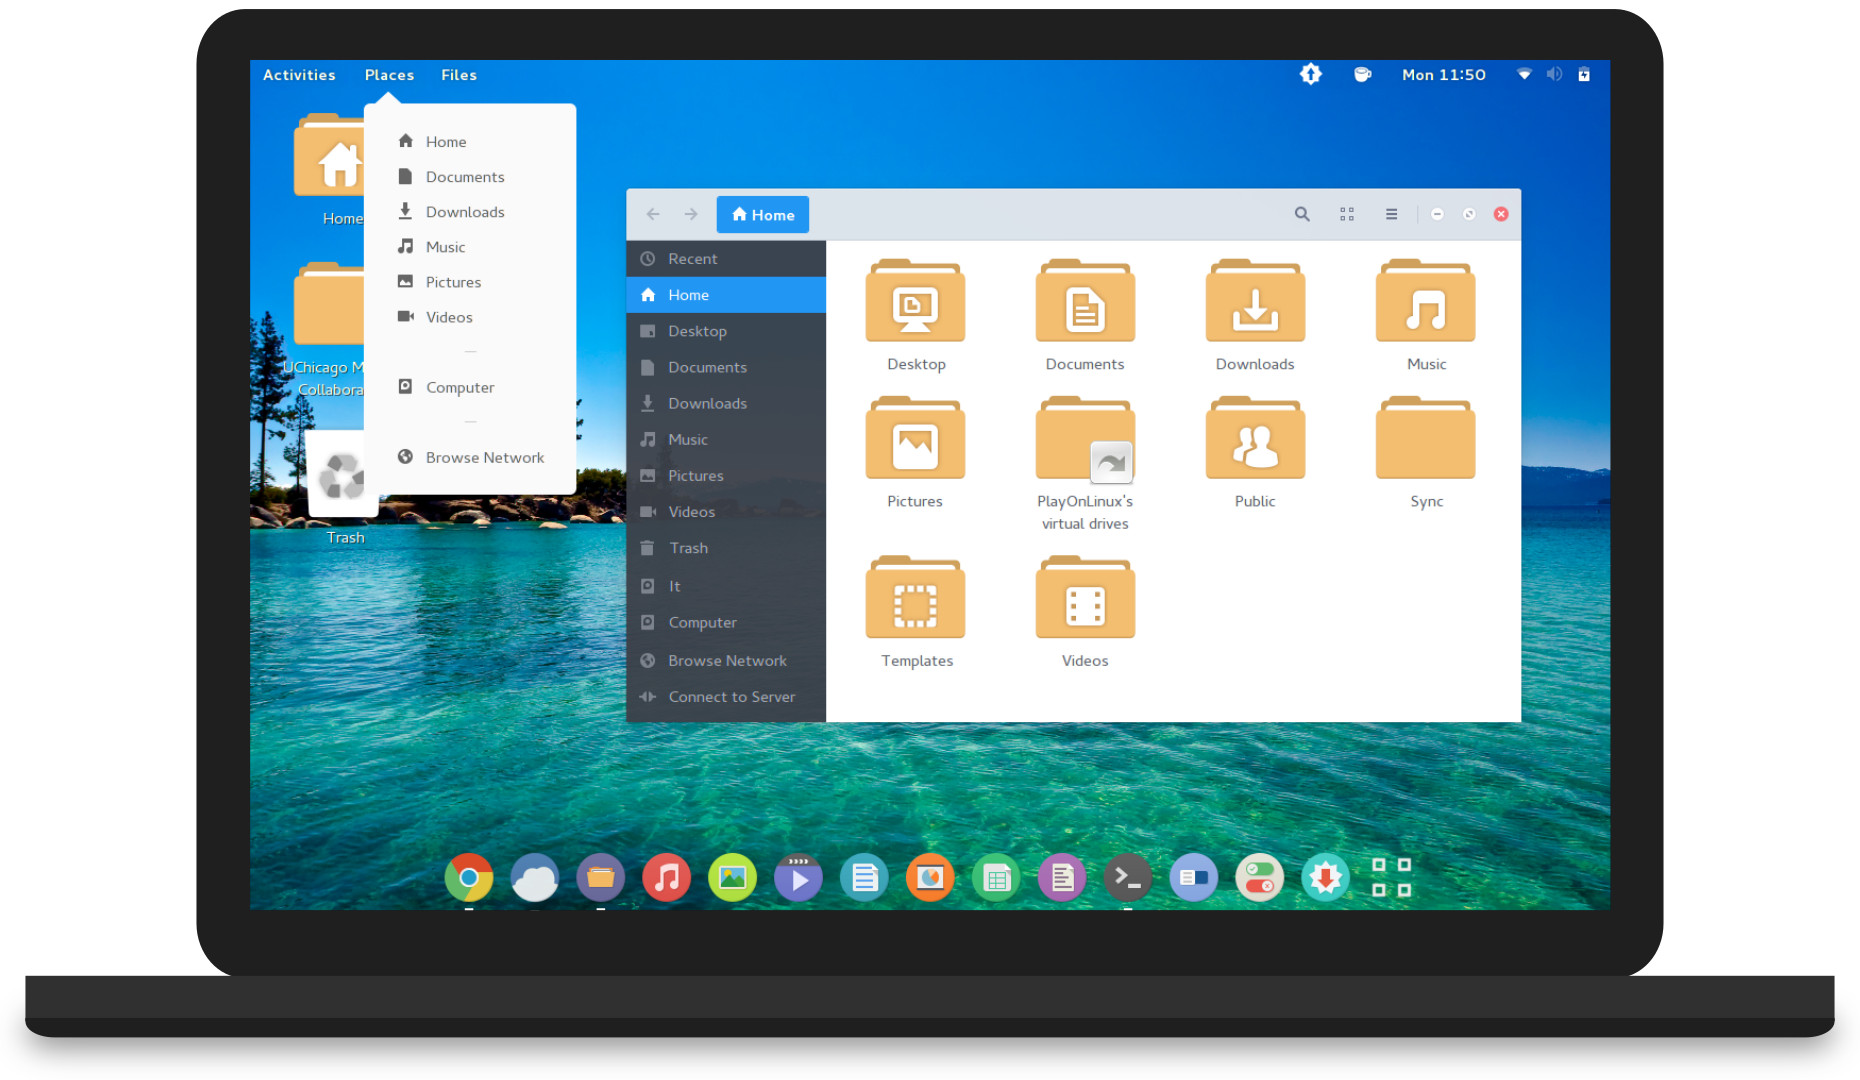 Activities Places Files
Mon 11:50
Home
UChicago M
Collabora
Trash
Home
Documents
Downloads
Music
Pictures
Videos
Computer
Browse Network
Home
Recent
Home
Desktop
Documents
Downloads
Music
Pictures
Videos
Trash
It
Computer
Browse Network
Connect to Server
Desktop
Documents
Downloads
Music
Pictures
PlayOnLinux's
virtual drives
Public
Sync
Templates
Videos